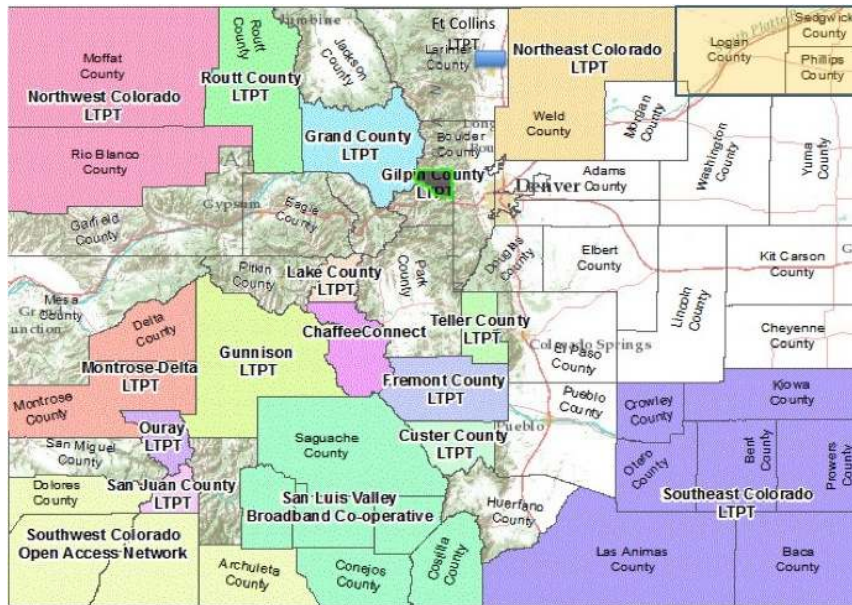 Jumbine
Ft Collins
LTPT
Larimer
County
Routt
County
Jackson
County
Moffat
County
Northwest Colorado
LTPT
Routt County
LTPT
Northeast Colorado
LTPT
South Platte R
Sedgwick
County
Logan
County
Phillips
County
Weld
County
Morgan
County
Grand County
LTPT
Boulder
County
Rio Blanco
County
Gilpin County
LTPT
Denver
Adams
County
Washington
County
Yuma
County
Gypsum
Eagle
County
Garfield
County
Pitkin
County
Lake County
LTPT
Park
County
Douglas
County
Elbert
County
Kit Carson
County
Lincoln
County
Mesa
County
Grand
unction
Delta
County
Gunnison
LTPT
ChaffeeConnect
Teller County
LTPT
Colorado Springs
El Paso
County
Cheyenne
County
Montrose-Delta
LTPT
Montrose
County
Fremont County
LTPT
Pueblo
County
Pueblo
Crowley
County
Kiowa
County
Ouray
LTPT
San Miguel
County
Saguache
County
Custer County
LTPT
Otero
County
Bent
County
Prowers
County
Dolores
County
San Juan County
LTPT
San Luis Valley
Broadband Co-operative
Huerfano
County
Southeast Colorado
LTPT
Southwest Colorado
Open Access Network
Archuleta
County
Conejos
County
Costilla
County
Las Animas
County
Baca
County